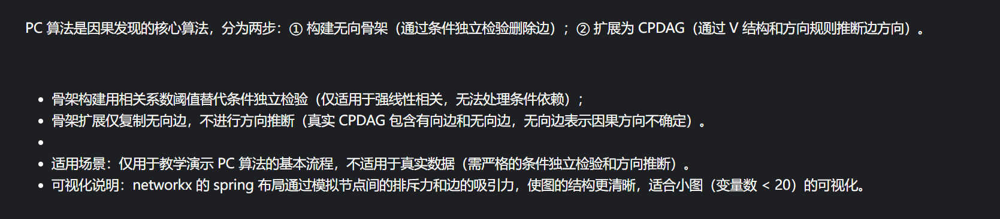 PC 算法是因果发现的核心算法，分为两步：① 构建无向骨架（通过条件独立检验删除边）；② 扩展为 CPDAG（通过 V 结构和方向规则推断边方向）。
• 骨架构建用相关系数阈值替代条件独立检验（仅适用于强线性相关，无法处理条件依赖）；
• 骨架扩展仅复制无向边，不进行方向推断（真实 CPDAG 包含有向边和无向边，无向边表示因果方向不确定）。
•
• 适用场景：仅用于教学演示 PC 算法的基本流程，不适用于真实数据（需严格的条件独立检验和方向推断）。
• 可视化说明：networkx 的 spring 布局通过模拟节点间的排斥力和边的吸引力，使图的结构更清晰，适合小图（变量数 < 20）的可视化。